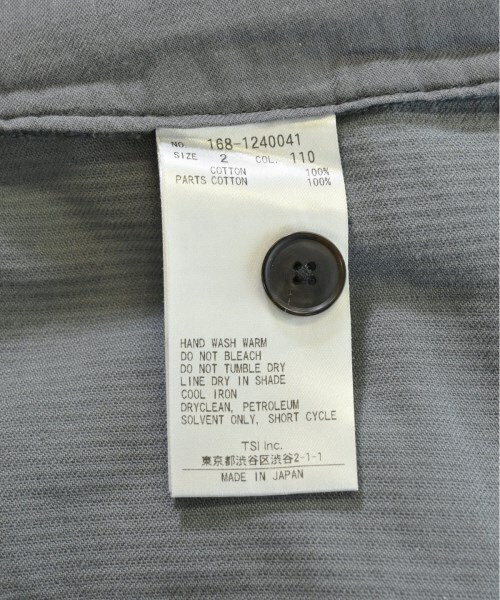 NO. 168-1240041
SIZE 2 COL. 110
COTTON 100%
PARTS COTTON 100%
HAND WASH WARM
DO NOT BLEACH
DO NOT TUMBLE DRY
LINE DRY IN SHADE
COOL IRON
DRYCLEAN, PETROLEUM
SOLVENT ONLY, SHORT CYCLE
TSI Inc.
東京都渋谷区渋谷2-1-1
MADE IN JAPAN